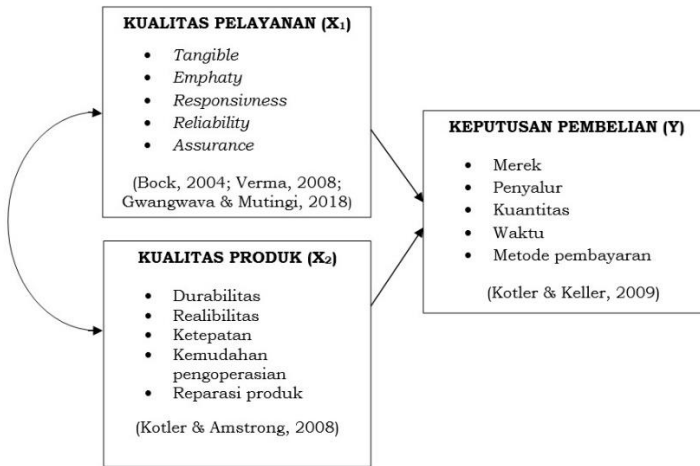 KUALITAS PELAYANAN (X₁)
• Tangible
• Emphaty
• Responsivness
• Reliability
• Assurance
(Bock, 2004; Verma, 2008;
Gwangwava & Mutingi, 2018)
KUALITAS PRODUK (X₂)
• Durabilitas
• Realibilitas
• Ketepatan
• Kemudahan
pengoperasian
• Reparasi produk
(Kotler & Amstrong, 2008)
KEPUTUSAN PEMBELIAN (Y)
• Merek
• Penyalur
• Kuantitas
• Waktu
• Metode pembayaran
(Kotler & Keller, 2009)